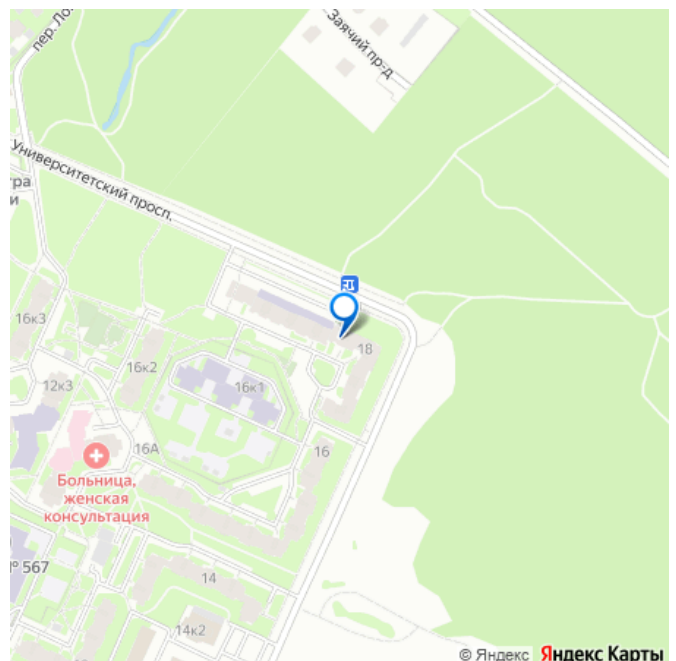 пер. Ло
Заячий пр-д
Университетский просп.
тра
и
16к3
18
16к2
12к3
16к1
16А
16
Больница,
женская
консультация
№ 567
14
14к2
© Яндекс Яндекс Карты